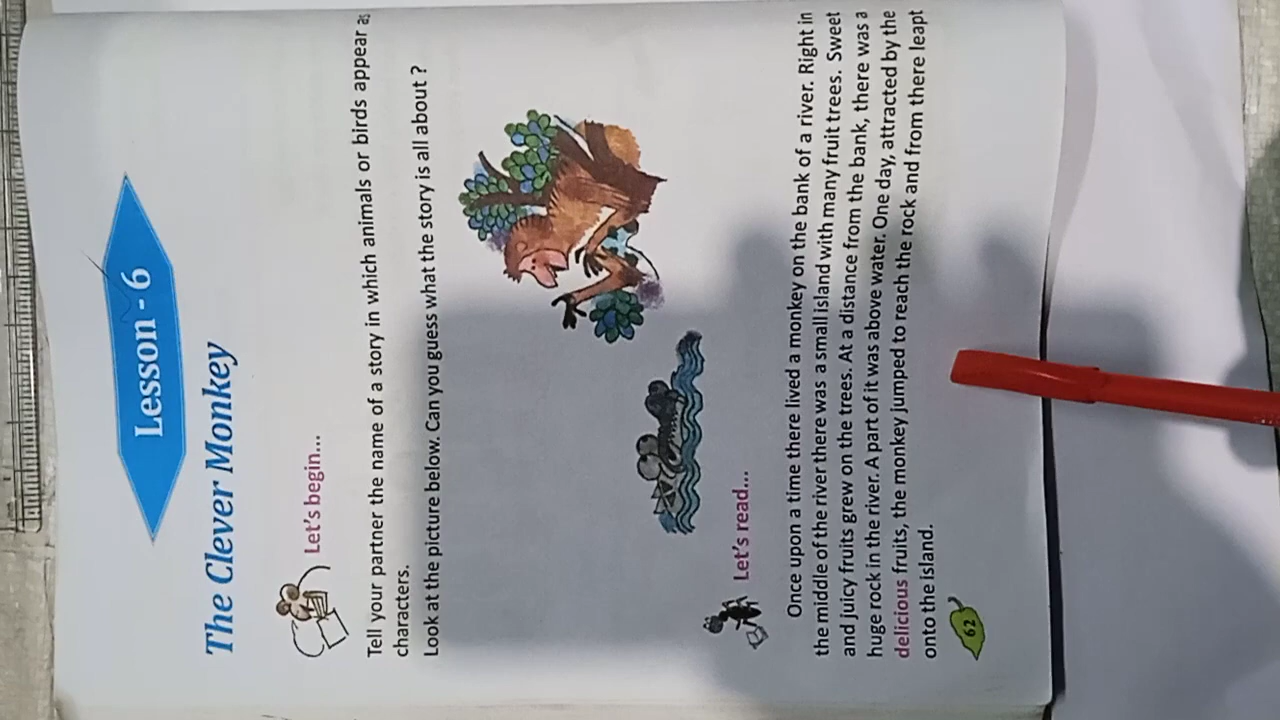 Lesson - 6
The Clever Monkey
Let's begin...
Tell your partner the name of a story in which animals or birds appear as
characters.
Look at the picture below. Can you guess what the story is all about ?
Let's read...
Once upon a time there lived a monkey on the bank of a river. Right in
the middle of the river there was a small island with many fruit trees. Sweet
and juicy fruits grew on the trees. At a distance from the bank, there was a
huge rock in the river. A part of it was above water. One day, attracted by the
delicious fruits, the monkey jumped to reach the rock and from there leapt
onto the island.
62